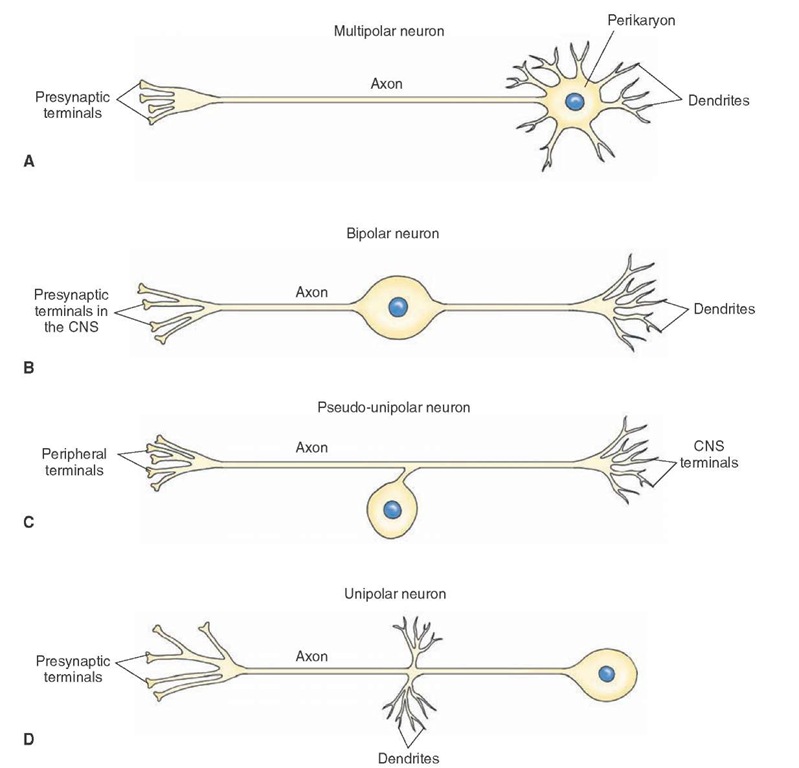 Multipolar neuron
Perikaryon
Presynaptic
terminals
Axon
Dendrites
A
Bipolar neuron
Presynaptic
terminals in
the CNS
Axon
Dendrites
B
Pseudo-unipolar neuron
Peripheral
terminals
Axon
CNS
terminals
C
Unipolar neuron
Presynaptic
terminals
Axon
Dendrites
D